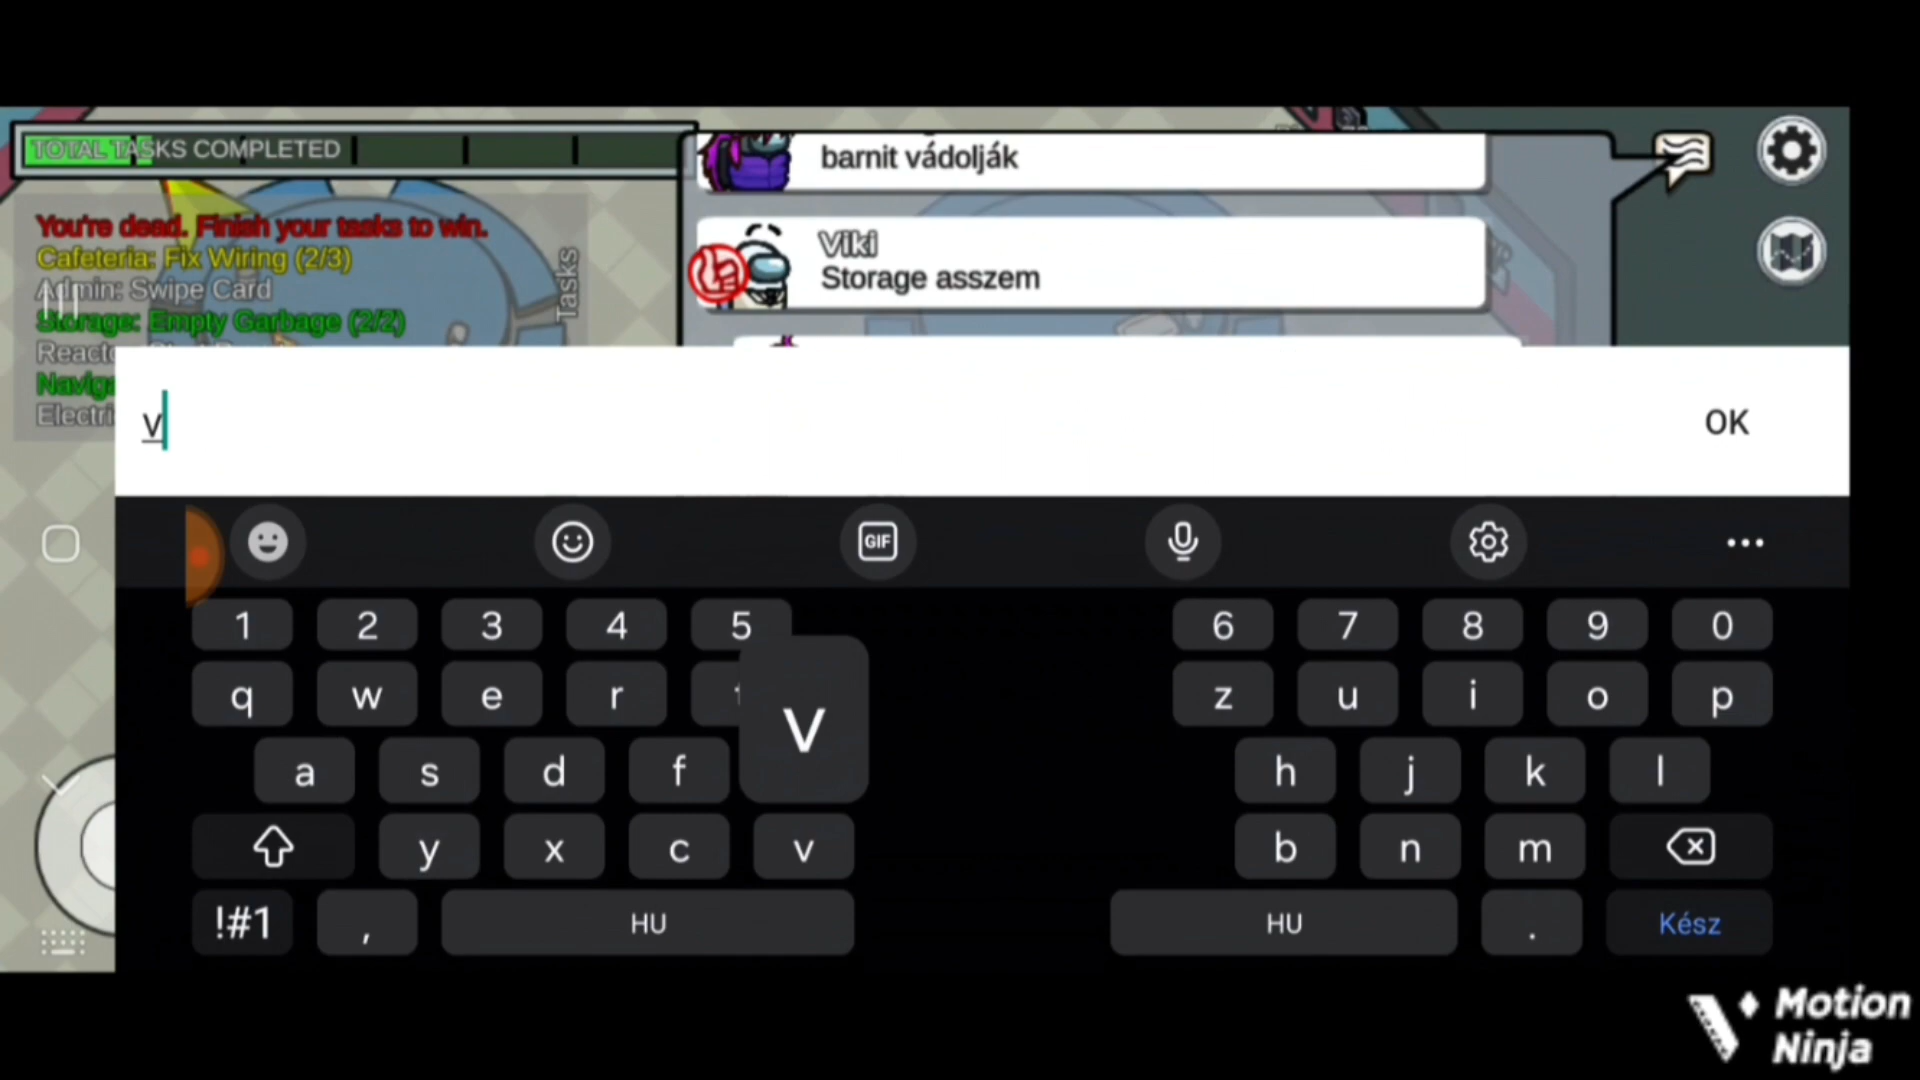 TOTAL TASKS COMPLETED
You're dead. Finish your tasks to win.
Cafeteria: Fix Wiring (2/3)
Admin: Swipe Card
Storage: Empty Garbage (2/2)
Tasks
barnit vádolják
Viki
Storage asszem
v
OK
GIF
1 2 3 4 5 6 7 8 9 0
q w e r z u i o p
v
a s d f h j k l
y x c v b n m
!#1 , HU HU . Kész
Motion
Ninja